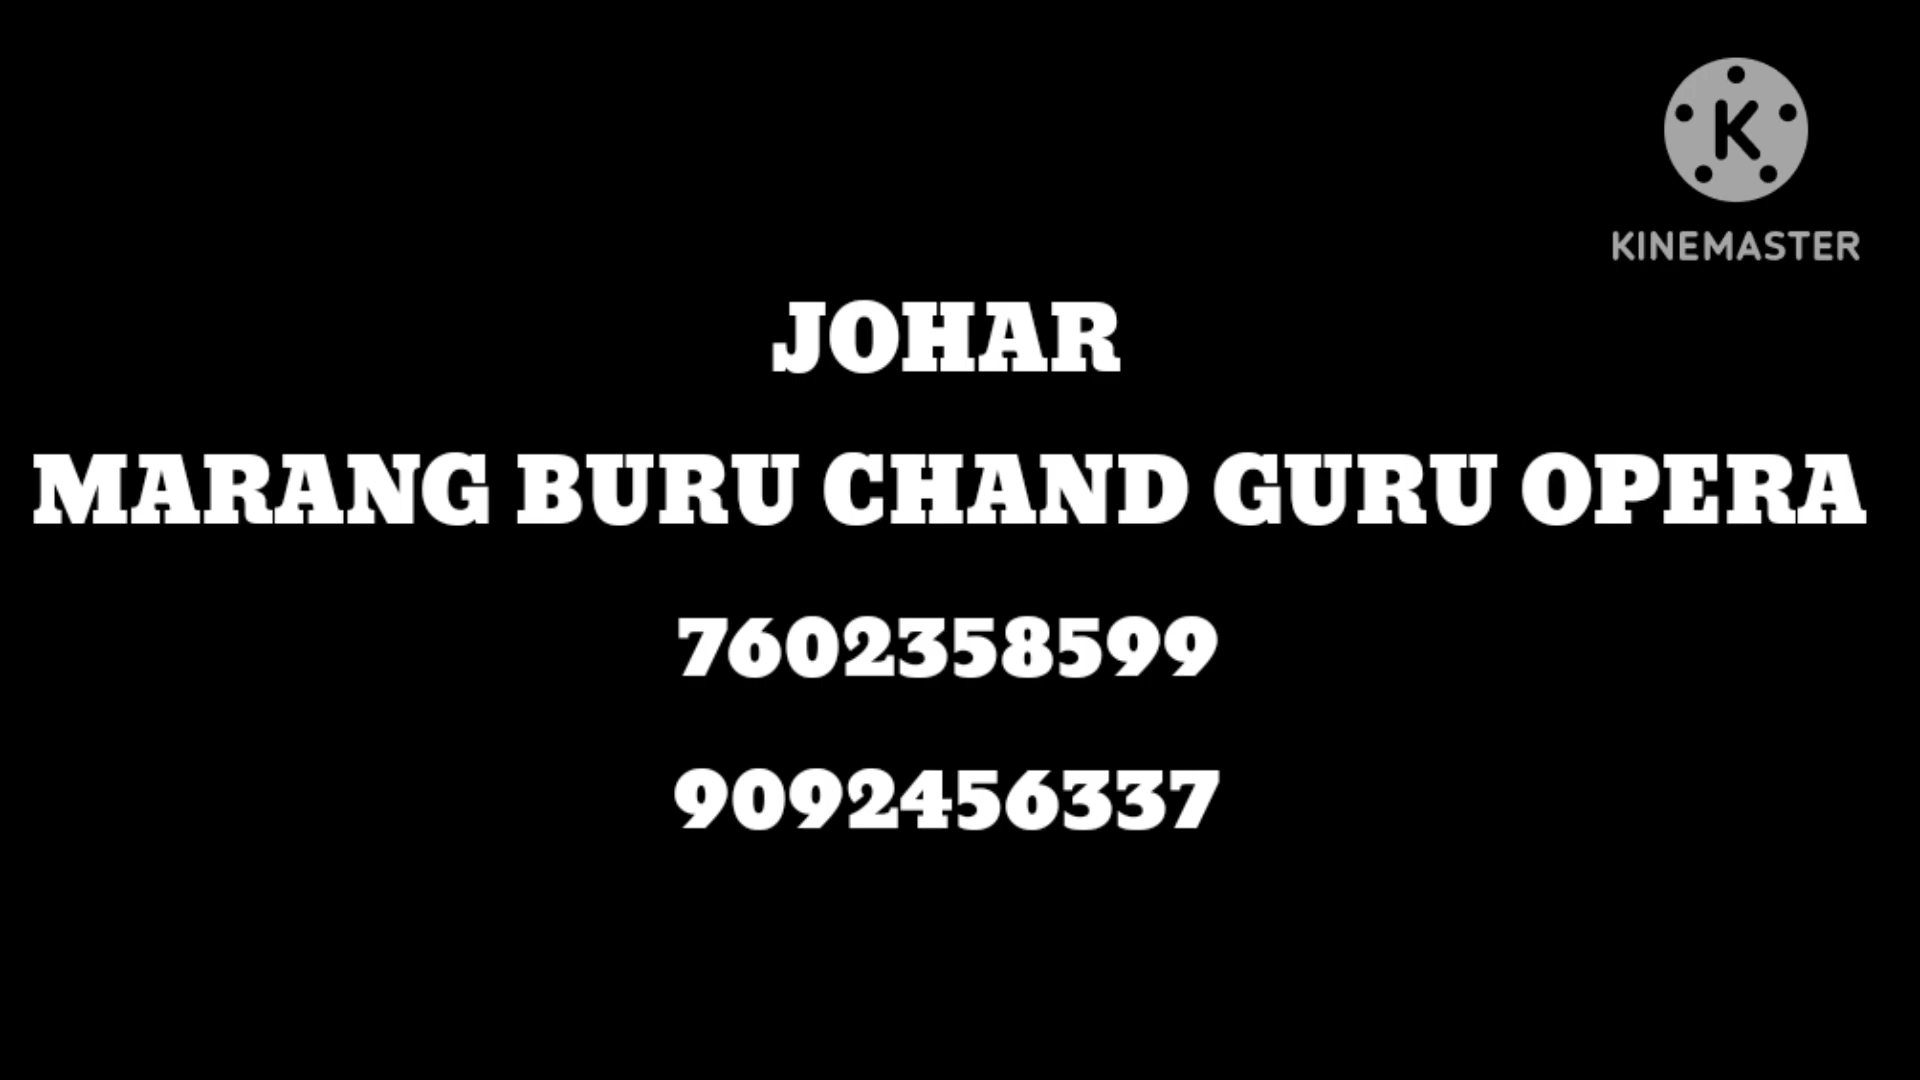 KINEMASTER
JOHAR
MARANG BURU CHAND GURU OPERA
7602358599
9092456337